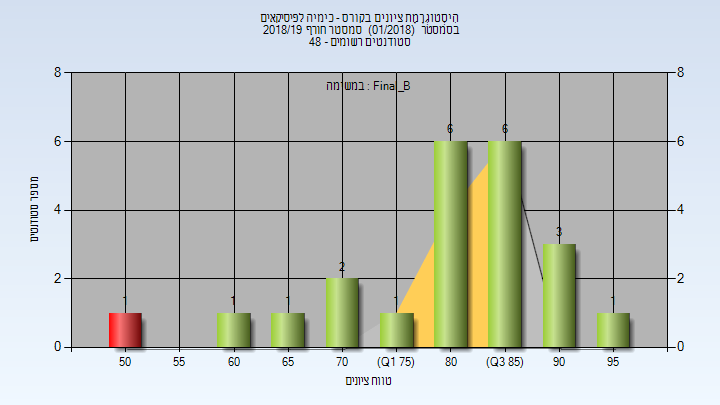 היסטוגרמת ציונים בקורס - כימיה לפיסיקאים
בסמסטר (01/2018) סמסטר חורף 2018/19
סטודנטים רשומים - 48
במשימה : Final_B
מספר סטודנטים
8 8
6 6
4 4
2 2
0 0
1 1 1 2 1 6 6 3 1
50 55 60 65 70 (Q1 75) 80 (Q3 85) 90 95
טווח ציונים